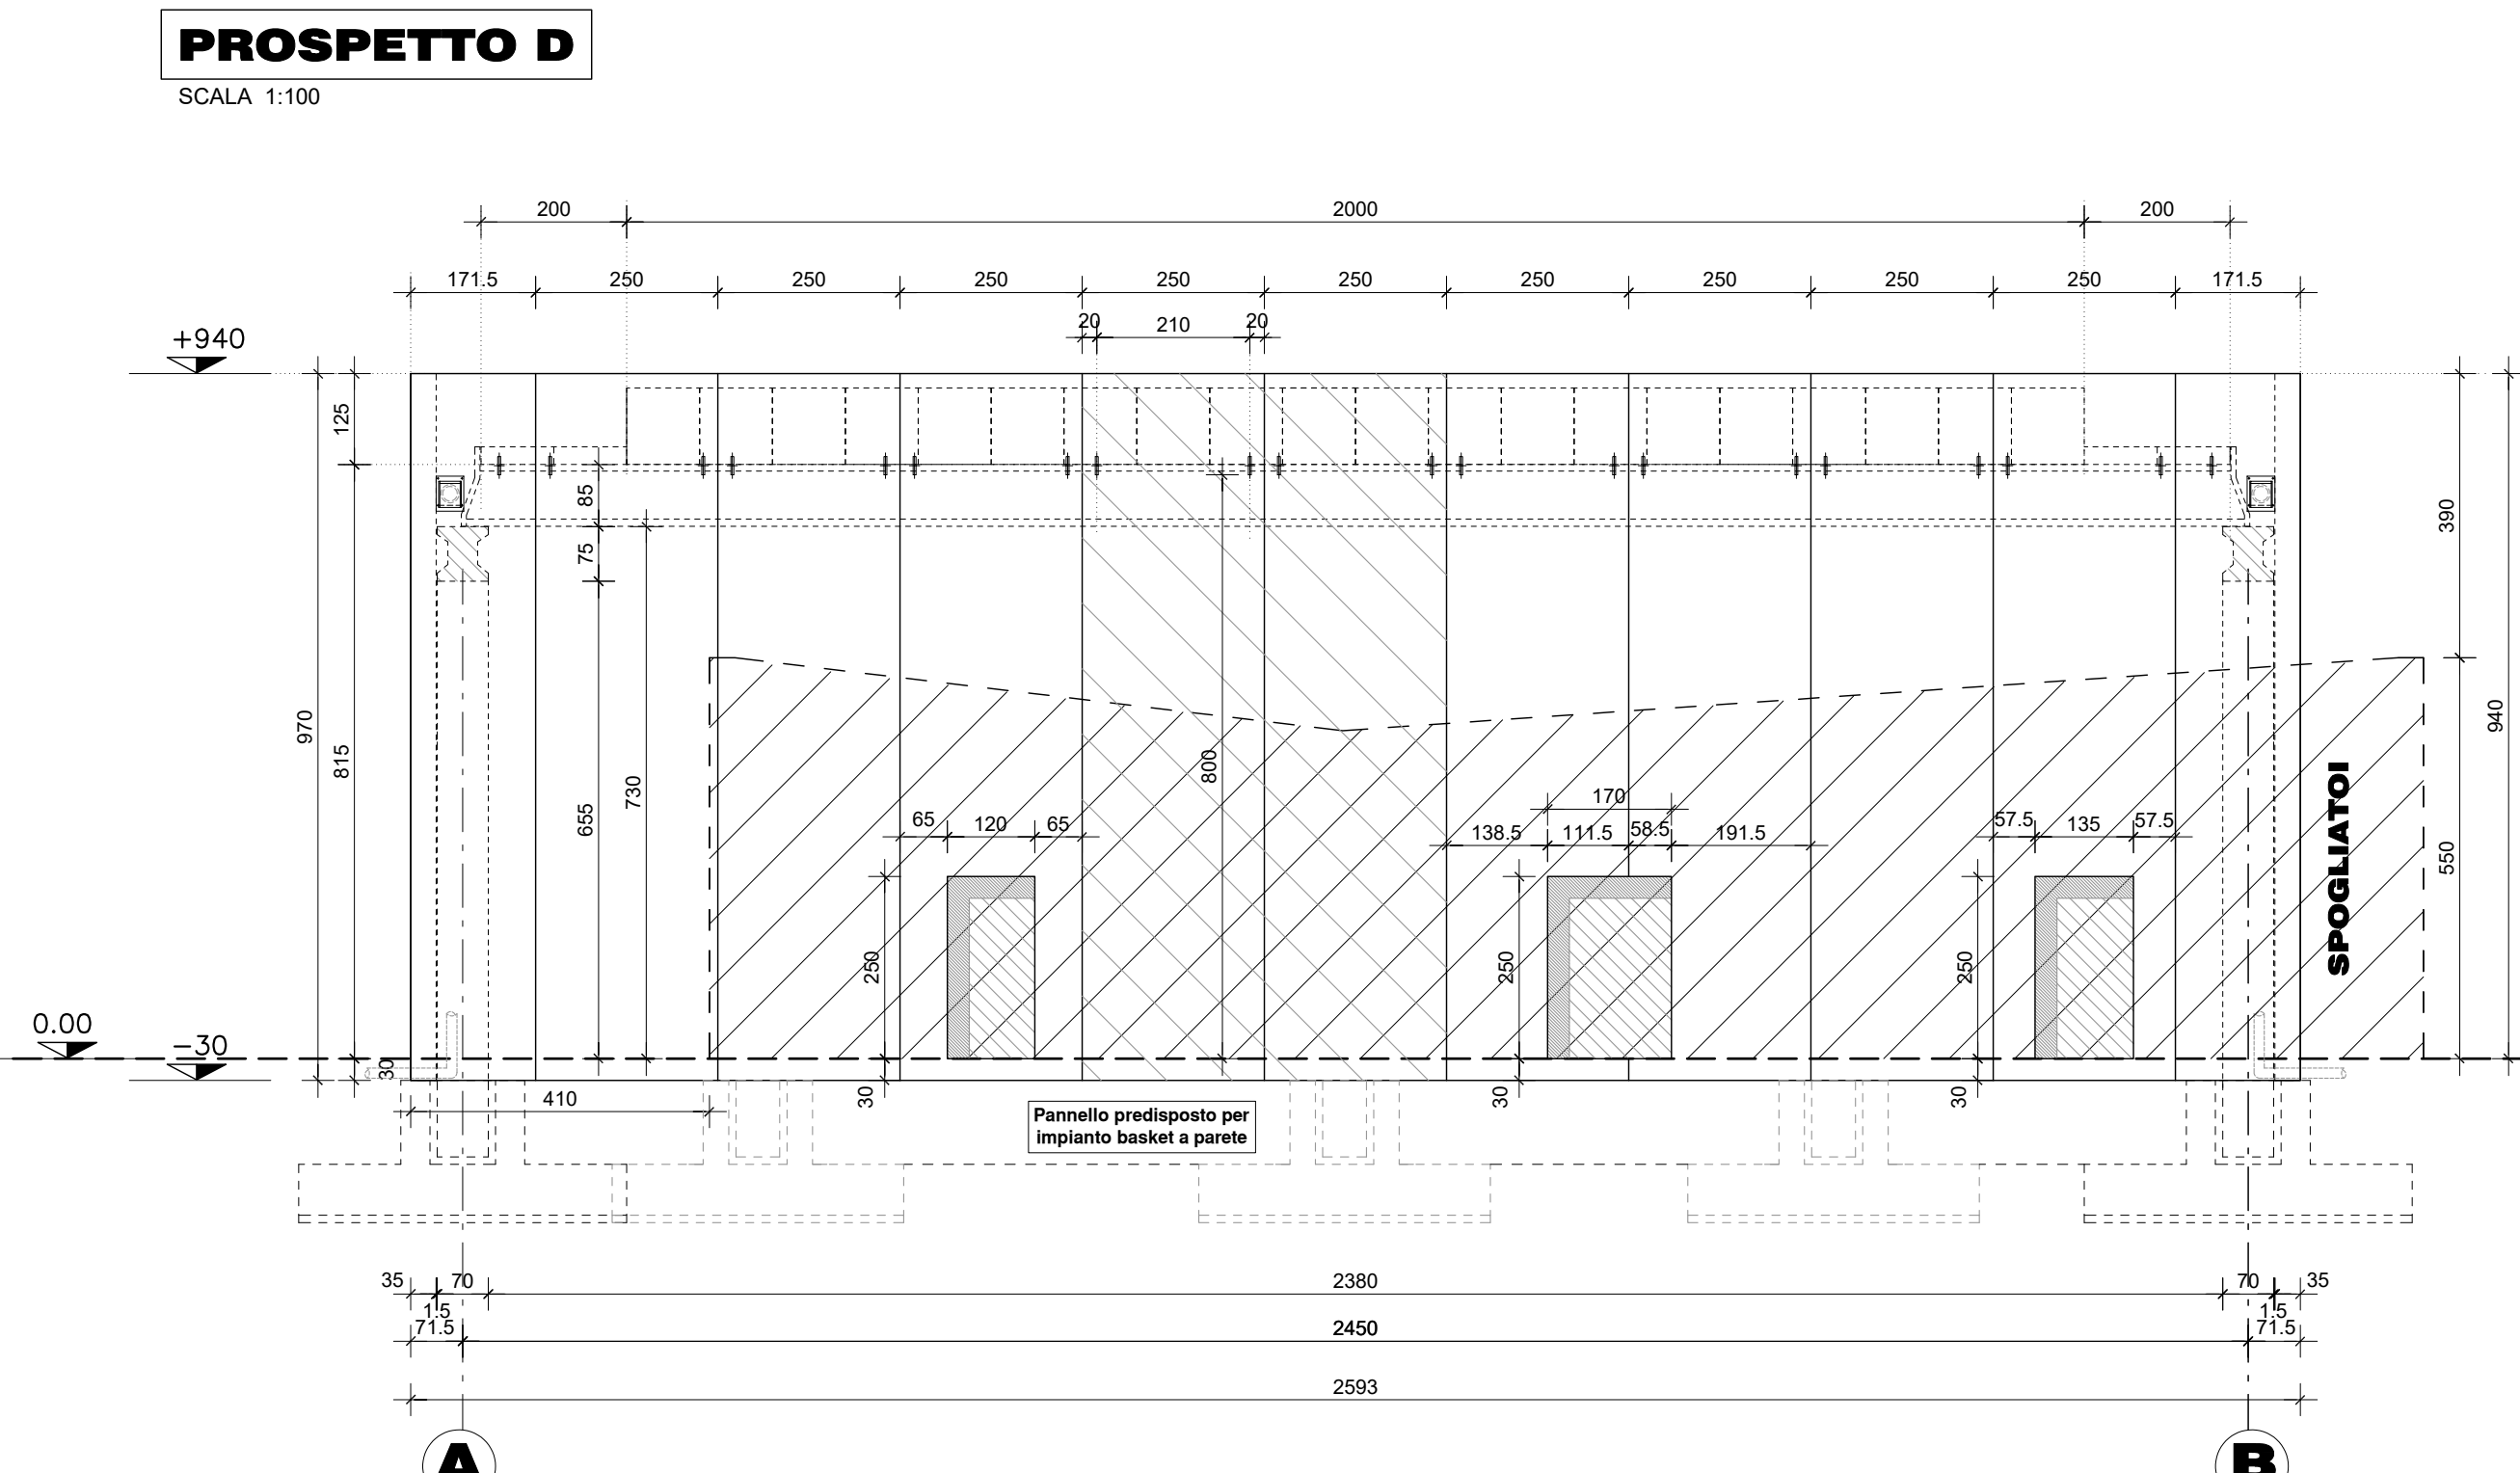 PROSPETTO D
SCALA 1:100
200 2000 200
171.5 250 250 250 250 250 250 250 250 250 171.5
20 210 20
+940
125
85
75
390
970
815
655
730
800
940
550
170
65 120 65
138.5 111.5 58.5 191.5
57.5 135 57.5
SPOGLIATOI
250
250
250
0.00
-30
30
410
30
30
30
Pannello predisposto per
impianto basket a parete
35 70 2380 70 35
1.5 1.5
71.5 2450 71.5
2593
A B